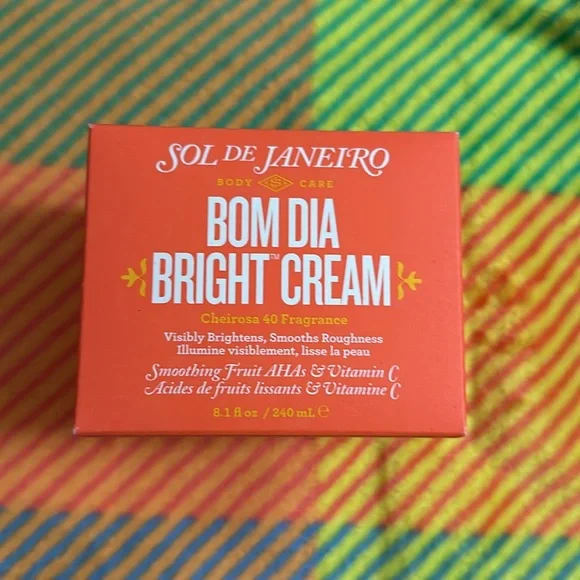 SOL DE JANEIRO
BODY S CARE
BOM DIA
BRIGHT™ CREAM
Cheirosa 40 Fragrance
Visibly Brightens, Smooths Roughness
Illumine visiblement, lisse la peau
Smoothing Fruit AHAs & Vitamin C
Acides de fruits lissants & Vitamine C
8.1 fl oz / 240 mL ℮